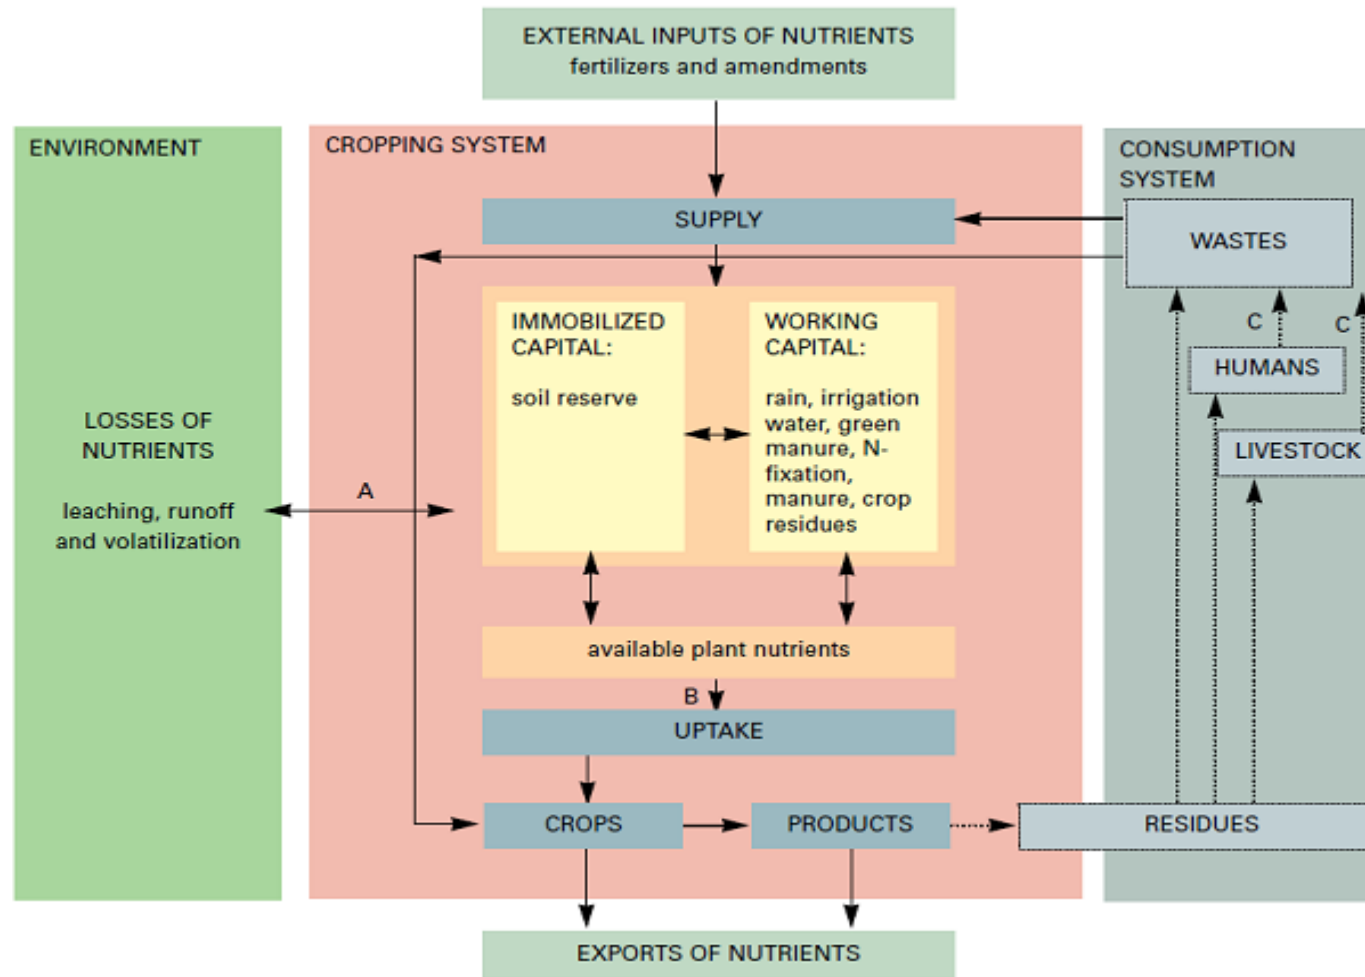 EXTERNAL INPUTS OF NUTRIENTS
fertilizers and amendments
ENVIRONMENT
CROPPING SYSTEM
CONSUMPTION
SYSTEM
SUPPLY
WASTES
IMMOBILIZED
CAPITAL:
soil reserve
WORKING
CAPITAL:
rain, irrigation
water, green
manure, N-
fixation,
manure, crop
residues
C
C
HUMANS
LIVESTOCK
LOSSES OF
NUTRIENTS
leaching, runoff
and volatilization
A
available plant nutrients
B
UPTAKE
CROPS
PRODUCTS
RESIDUES
EXPORTS OF NUTRIENTS